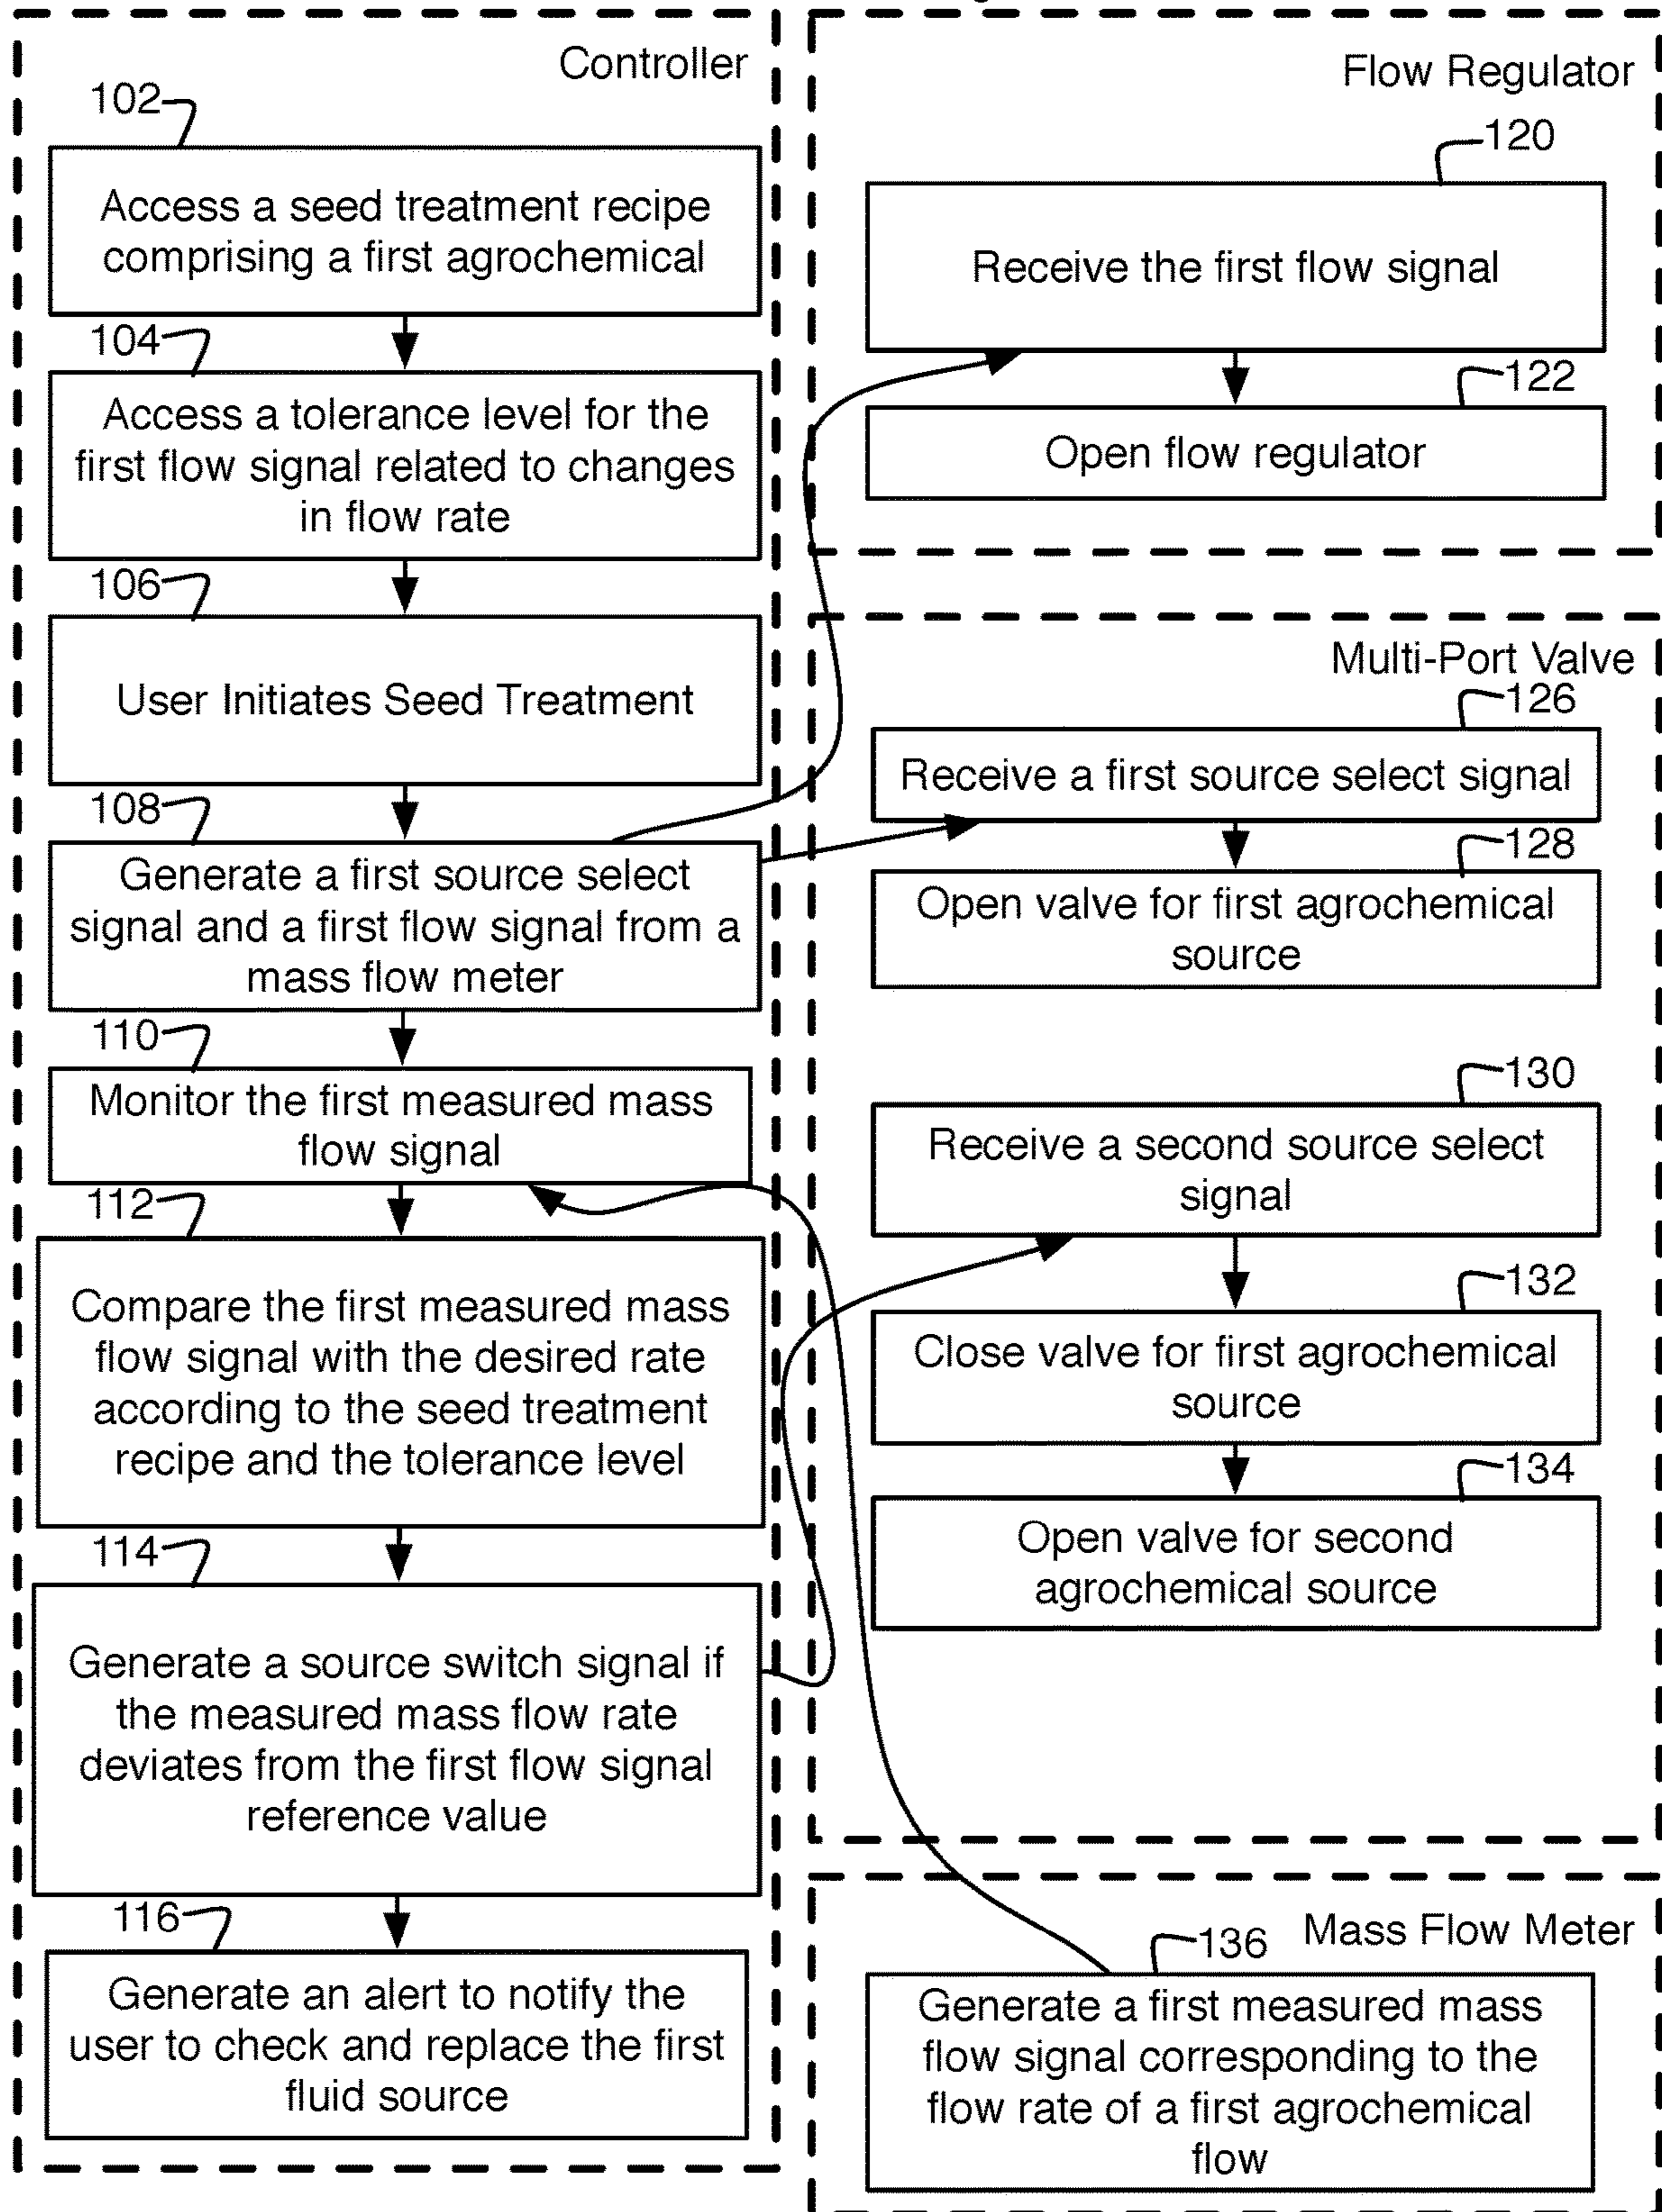 Controller
102
Access a seed treatment recipe
comprising a first agrochemical
104
Access a tolerance level for the
first flow signal related to changes
in flow rate
106
User Initiates Seed Treatment
108
Generate a first source select
signal and a first flow signal from a
mass flow meter
110
Monitor the first measured mass
flow signal
112
Compare the first measured mass
flow signal with the desired rate
according to the seed treatment
recipe and the tolerance level
114
Generate a source switch signal if
the measured mass flow rate
deviates from the first flow signal
reference value
116
Generate an alert to notify the
user to check and replace the first
fluid source
Flow Regulator
120
Receive the first flow signal
122
Open flow regulator
Multi-Port Valve
126
Receive a first source select signal
128
Open valve for first agrochemical
source
130
Receive a second source select
signal
132
Close valve for first agrochemical
source
134
Open valve for second
agrochemical source
Mass Flow Meter
136
Generate a first measured mass
flow signal corresponding to the
flow rate of a first agrochemical
flow